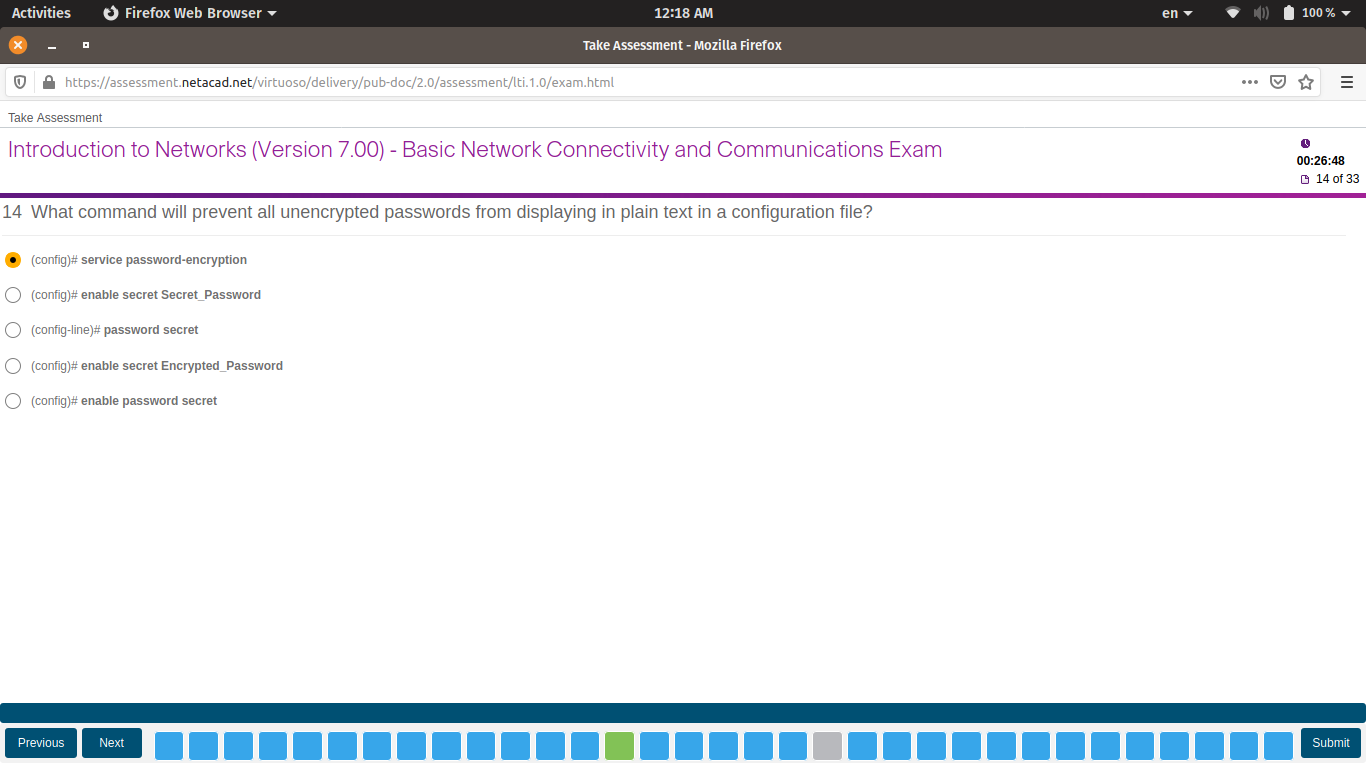 Activities Firefox Web Browser 12:18 AM en 100 %
Take Assessment - Mozilla Firefox
https://assessment.netacad.net/virtuoso/delivery/pub-doc/2.0/assessment/lti.1.0/exam.html
Take Assessment
Introduction to Networks (Version 7.00) - Basic Network Connectivity and Communications Exam
00:26:48
14 of 33
14 What command will prevent all unencrypted passwords from displaying in plain text in a configuration file?
(config)# service password-encryption
(config)# enable secret Secret_Password
(config-line)# password secret
(config)# enable secret Encrypted_Password
(config)# enable password secret
Previous Next Submit